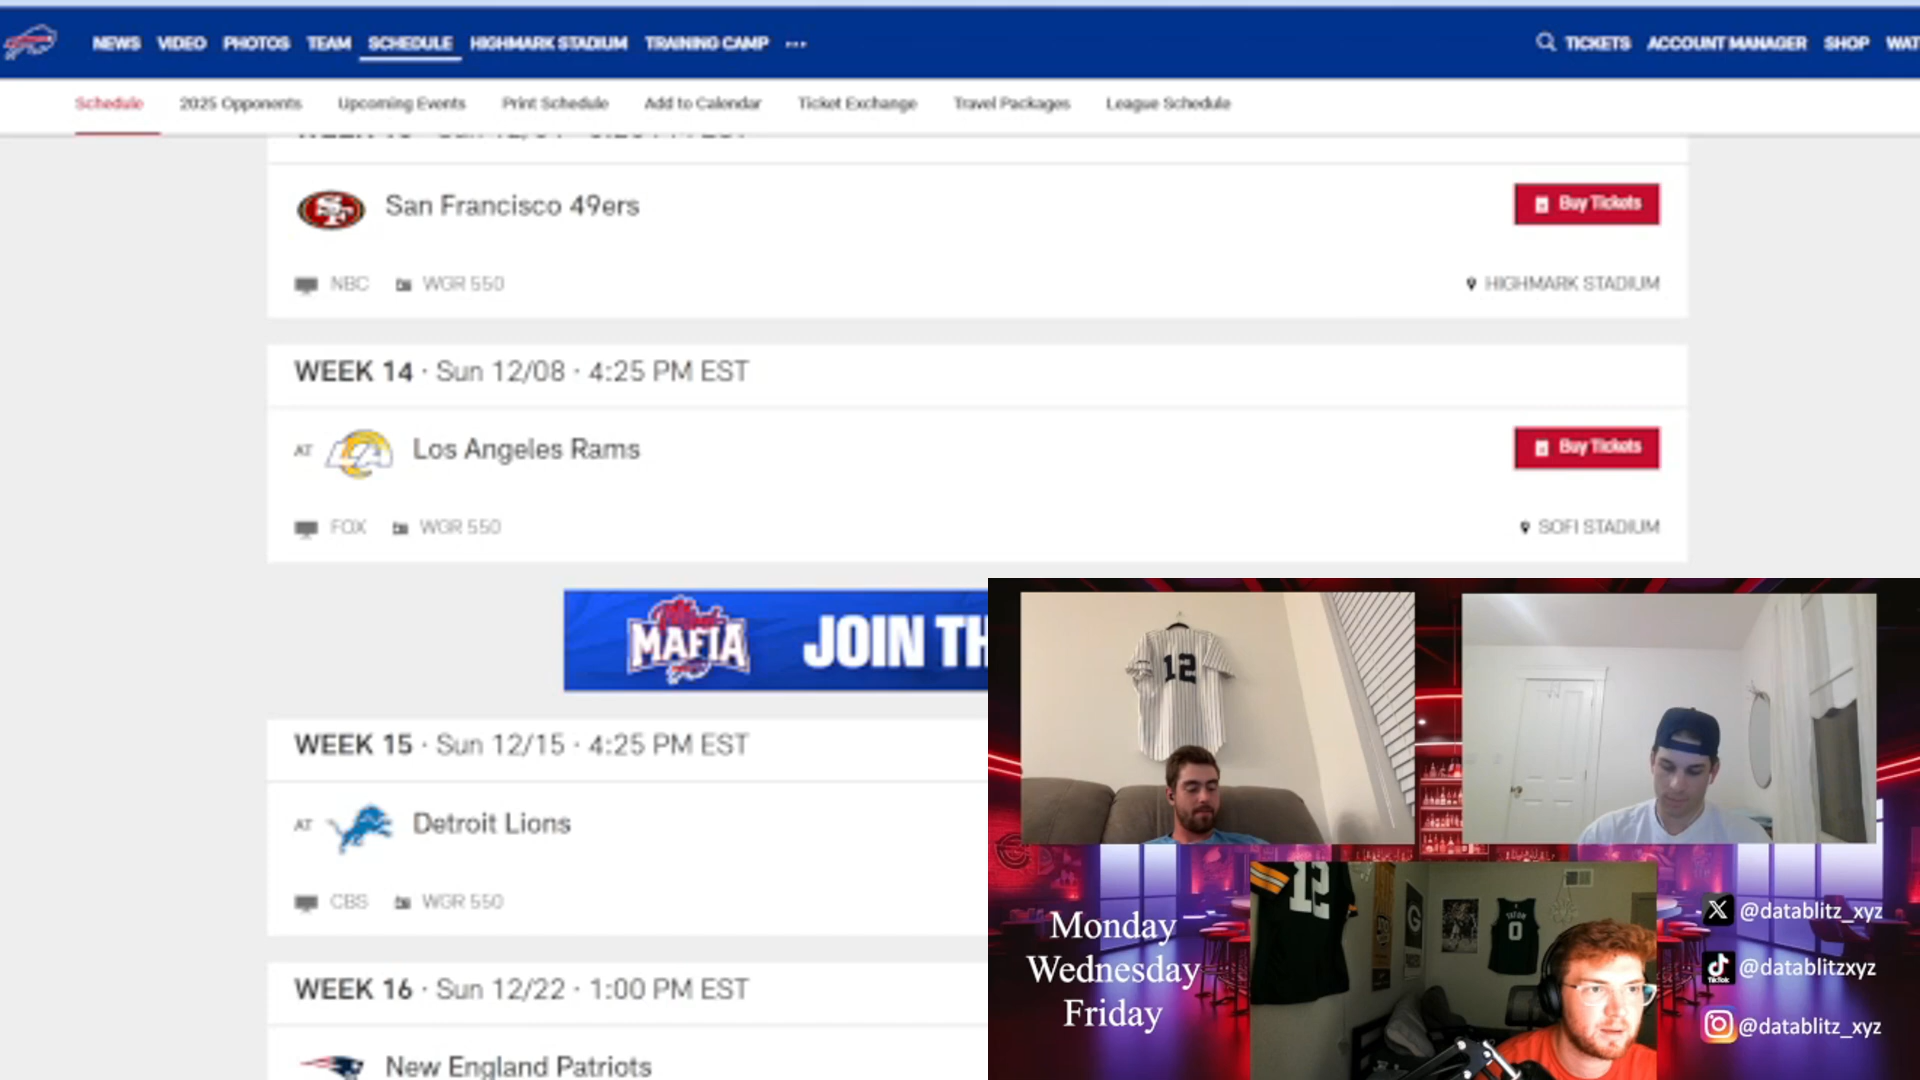 NEWS VIDEO PHOTOS TEAM SCHEDULE HIGHMARK STADIUM TRAINING CAMP ••• TICKETS ACCOUNT MANAGER SHOP WAT
Schedule 2025 Opponents Upcoming Events Print Schedule Add to Calendar Ticket Exchange Travel Packages League Schedule
San Francisco 49ers
Buy Tickets
NBC WGR 550
HIGHMARK STADIUM
WEEK 14 · Sun 12/08 · 4:25 PM EST
AT Los Angeles Rams
Buy Tickets
FOX WGR 550
SOFI STADIUM
MAFIA JOIN TH
WEEK 15 · Sun 12/15 · 4:25 PM EST
AT Detroit Lions
CBS WGR 550
WEEK 16 · Sun 12/22 · 1:00 PM EST
New England Patriots
12
12
G
TATUM
0
Monday
Wednesday
Friday
X @datablitz_xyz
TikTok @datablitzxyz
@datablitz_xyz